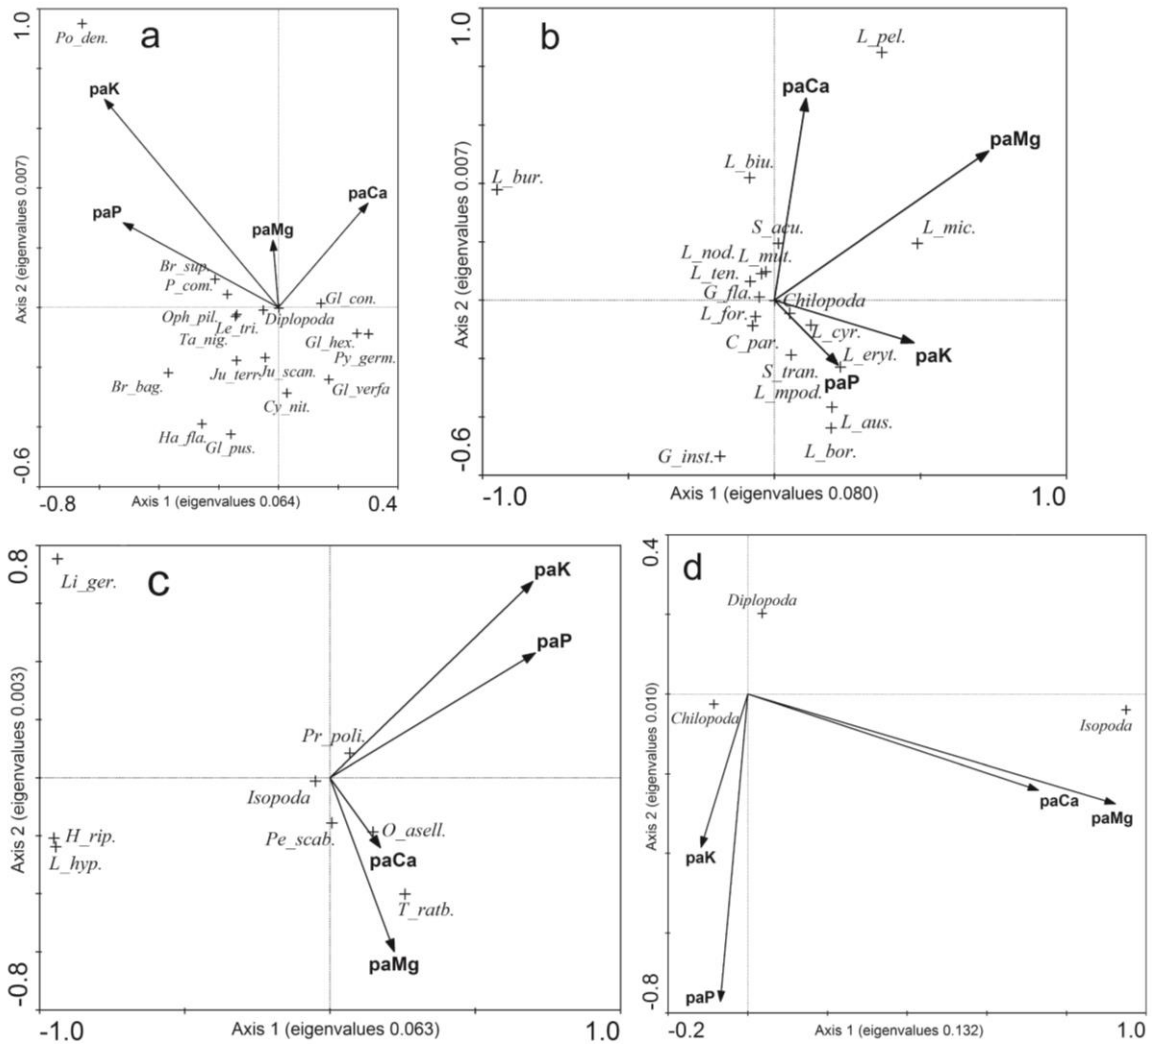 a
1.0
Axis 2 (eigenvalues 0.007)
-0.6
Po_den.
paK
paCa
paP
paMg
Br_sup.
P_com.
Gl_con.
Oph_pil.
Le_tri.
Diplopoda
Ta_nig.
Gl_hex.
Ju_terr.
Ju_scan.
Py_germ.
Br_bag.
Gl_verfa
Cy_nit.
Ha_fla.
Gl_pus.
-0.8
Axis 1 (eigenvalues 0.064)
0.4
b
1.0
Axis 2 (eigenvalues 0.007)
-0.6
L_pel.
paCa
paMg
L_biu.
L_bur.
S_acu.
L_mic.
L_nod.
L_mut.
L_ten.
G_fla.
Chilopoda
L_for.
L_cyr.
C_par.
L_eryt.
paK
S_tran.
paP
L_mpod.
L_aus.
L_bor.
G_inst.
-1.0
Axis 1 (eigenvalues 0.080)
1.0
c
0.8
Axis 2 (eigenvalues 0.003)
-0.8
Li_ger.
paK
paP
Pr_poli.
Isopoda
H_rip.
L_hyp.
Pe_scab.
O_asell.
paCa
T_ratb.
paMg
-1.0
Axis 1 (eigenvalues 0.063)
1.0
d
0.4
Axis 2 (eigenvalues 0.010)
-0.8
Diplopoda
Chilopoda
Isopoda
paCa
paMg
paK
paP
-0.2
Axis 1 (eigenvalues 0.132)
1.0